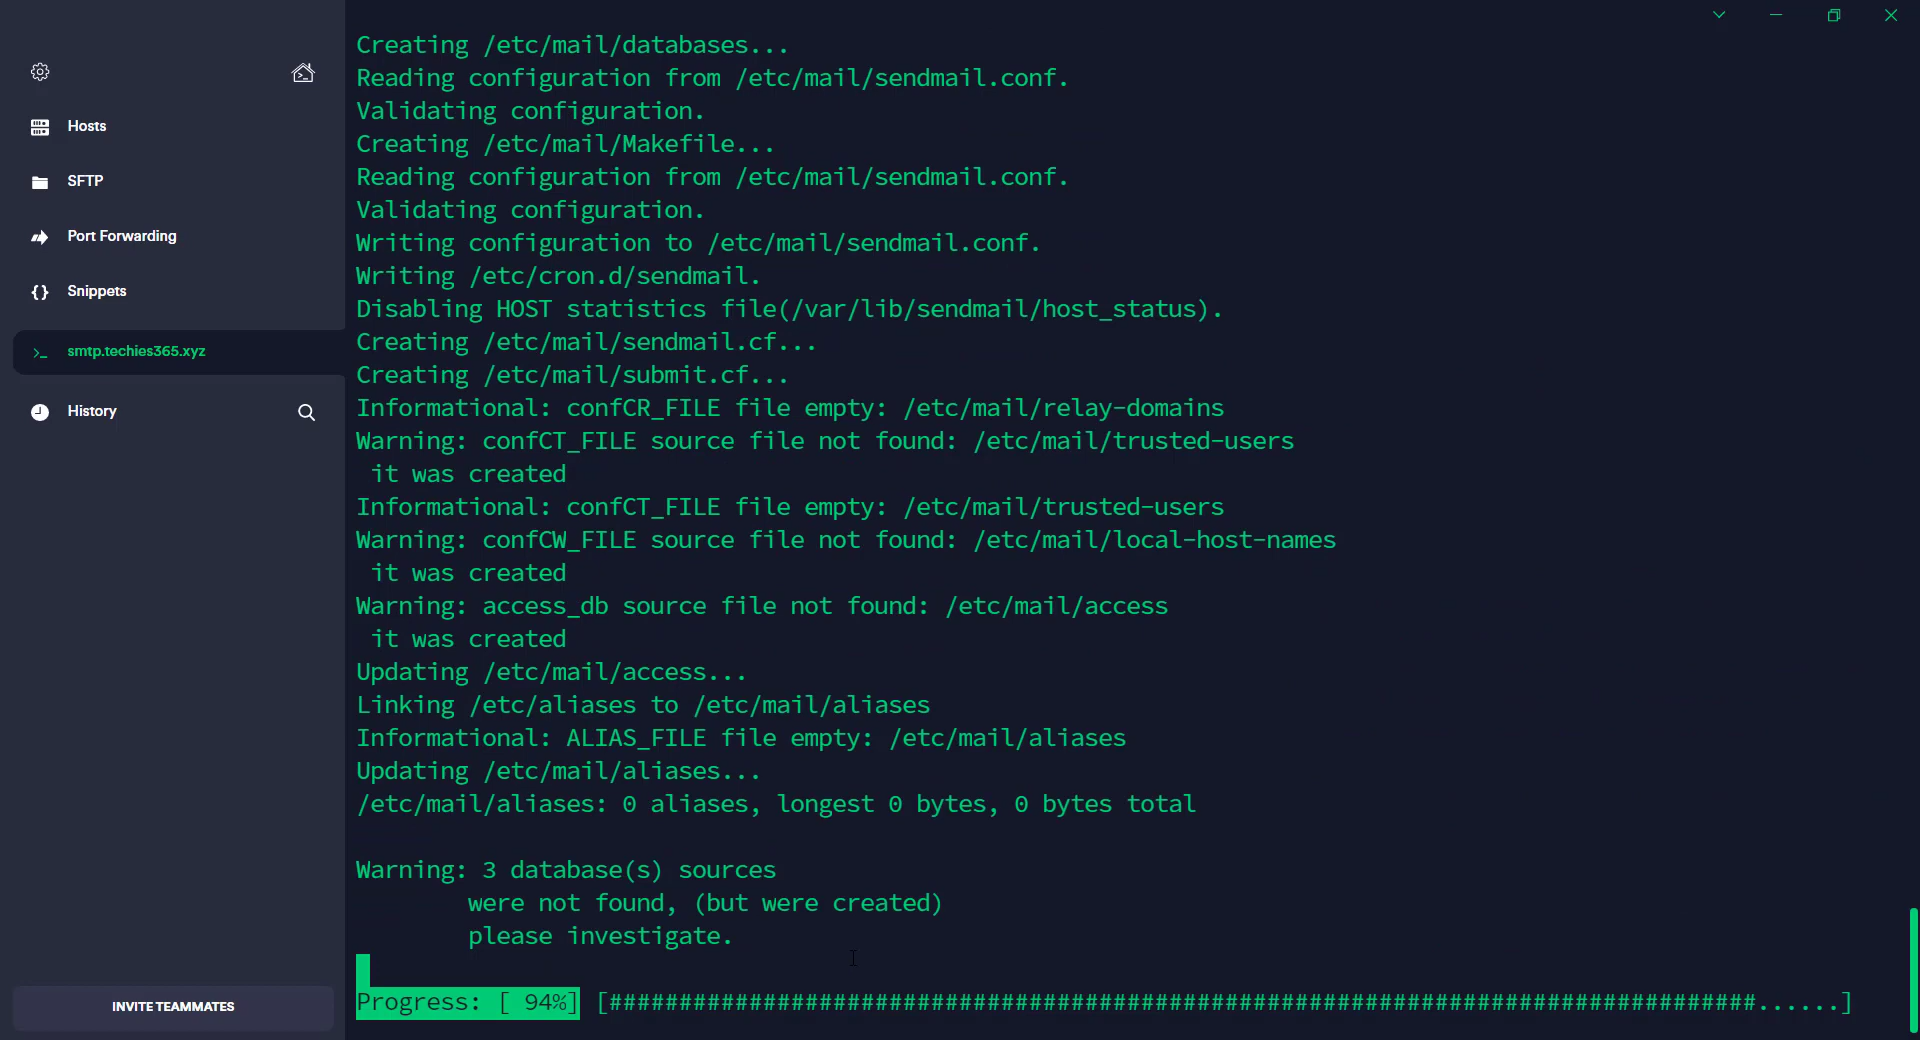 Hosts
SFTP
Port Forwarding
Snippets
smtp.techies365.xyz
History
INVITE TEAMMATES
Creating /etc/mail/databases...
Reading configuration from /etc/mail/sendmail.conf.
Validating configuration.
Creating /etc/mail/Makefile...
Reading configuration from /etc/mail/sendmail.conf.
Validating configuration.
Writing configuration to /etc/mail/sendmail.conf.
Writing /etc/cron.d/sendmail.
Disabling HOST statistics file(/var/lib/sendmail/host_status).
Creating /etc/mail/sendmail.cf...
Creating /etc/mail/submit.cf...
Informational: confCR_FILE file empty: /etc/mail/relay-domains
Warning: confCT_FILE source file not found: /etc/mail/trusted-users
it was created
Informational: confCT_FILE file empty: /etc/mail/trusted-users
Warning: confCW_FILE source file not found: /etc/mail/local-host-names
it was created
Warning: access_db source file not found: /etc/mail/access
it was created
Updating /etc/mail/access...
Linking /etc/aliases to /etc/mail/aliases
Informational: ALIAS_FILE file empty: /etc/mail/aliases
Updating /etc/mail/aliases...
/etc/mail/aliases: 0 aliases, longest 0 bytes, 0 bytes total
Warning: 3 database(s) sources
were not found, (but were created)
please investigate.
Progress: [ 94%] [##################################################################################......]